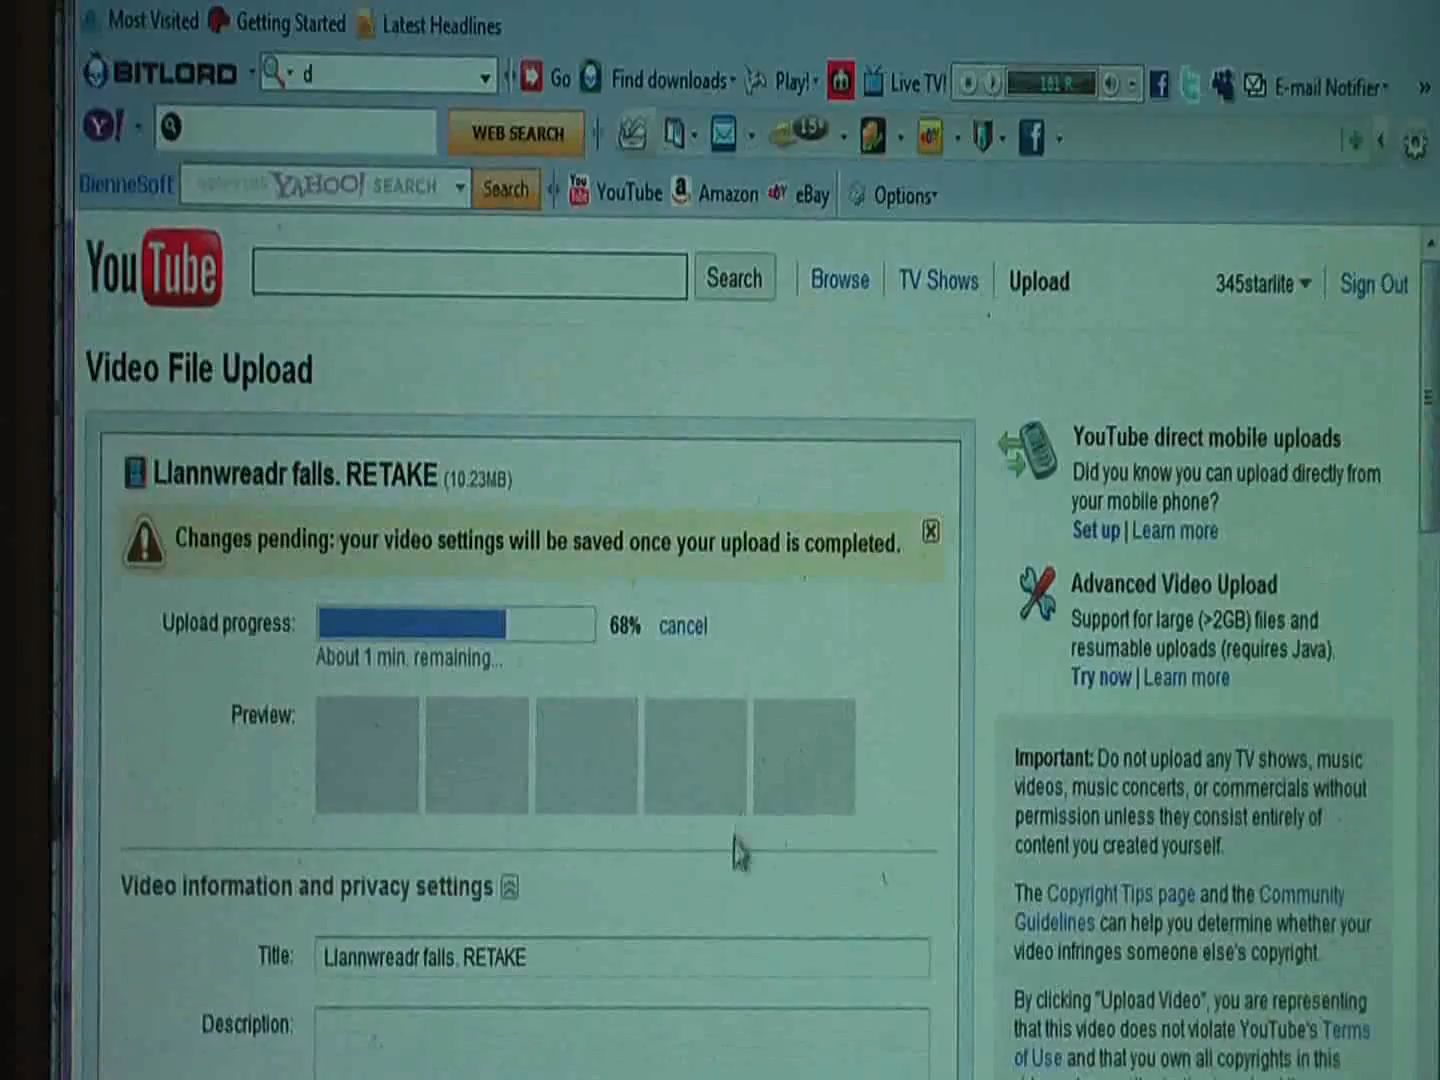 Most Visited Getting Started Latest Headlines
BITLORD d Go Find downloads Play! Live TV! E-mail Notifier »
Y! WEB SEARCH
BienneSoft YAHOO! SEARCH Search YouTube Amazon eBay Options
YouTube Search Browse TV Shows Upload 345starlite Sign Out
Video File Upload
Llannwreadr falls. RETAKE (10.23MB)
Changes pending: your video settings will be saved once your upload is completed.
Upload progress: 68% cancel
About 1 min. remaining...
Preview:
Video information and privacy settings
Title: Llannwreadr falls. RETAKE
Description:
YouTube direct mobile uploads
Did you know you can upload directly from
your mobile phone?
Set up | Learn more
Advanced Video Upload
Support for large (>2GB) files and
resumable uploads (requires Java).
Try now | Learn more
Important: Do not upload any TV shows, music
videos, music concerts, or commercials without
permission unless they consist entirely of
content you created yourself.
The Copyright Tips page and the Community
Guidelines can help you determine whether your
video infringes someone else's copyright.
By clicking "Upload Video", you are representing
that this video does not violate YouTube's Terms
of Use and that you own all copyrights in this